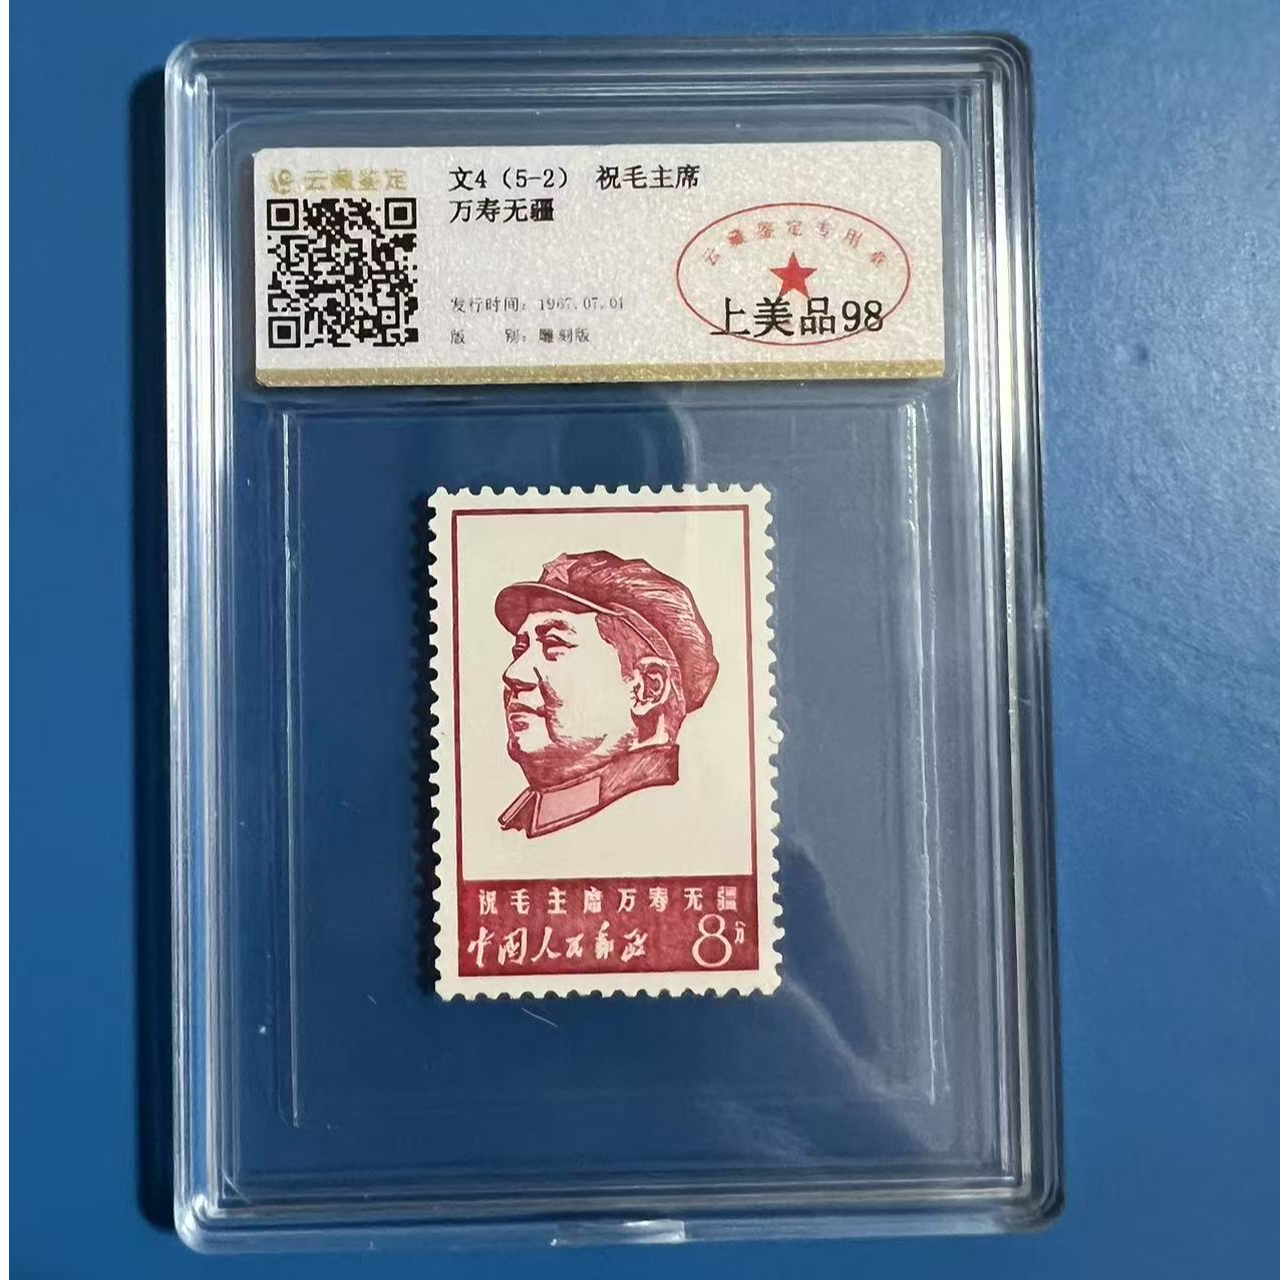 云藏鉴定
文4（5-2） 祝毛主席
万寿无疆
云藏鉴定专用章
发行时间：1967.07.01
上美品98
版 别：雕刻版
祝毛主席万寿无疆
中国人民邮政
8分